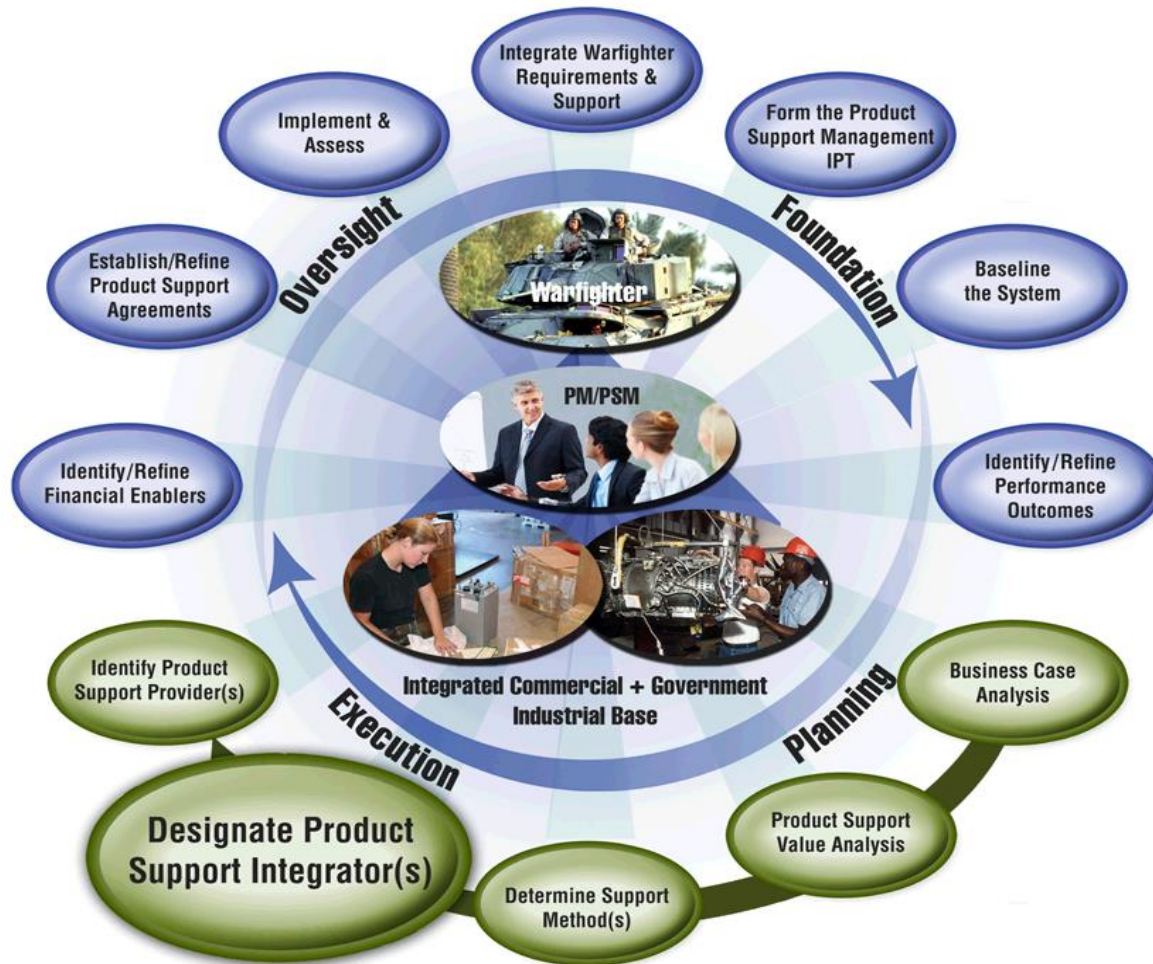 Integrate Warfighter
Requirements &
Support
Form the Product
Support Management
IPT
Baseline
the System
Identify/Refine
Performance
Outcomes
Business Case
Analysis
Product Support
Value Analysis
Determine Support
Method(s)
Designate Product
Support Integrator(s)
Identify Product
Support Provider(s)
Identify/Refine
Financial Enablers
Establish/Refine
Product Support
Agreements
Implement &
Assess
Oversight
Foundation
Planning
Execution
Warfighter
PM/PSM
Integrated Commercial + Government
Industrial Base